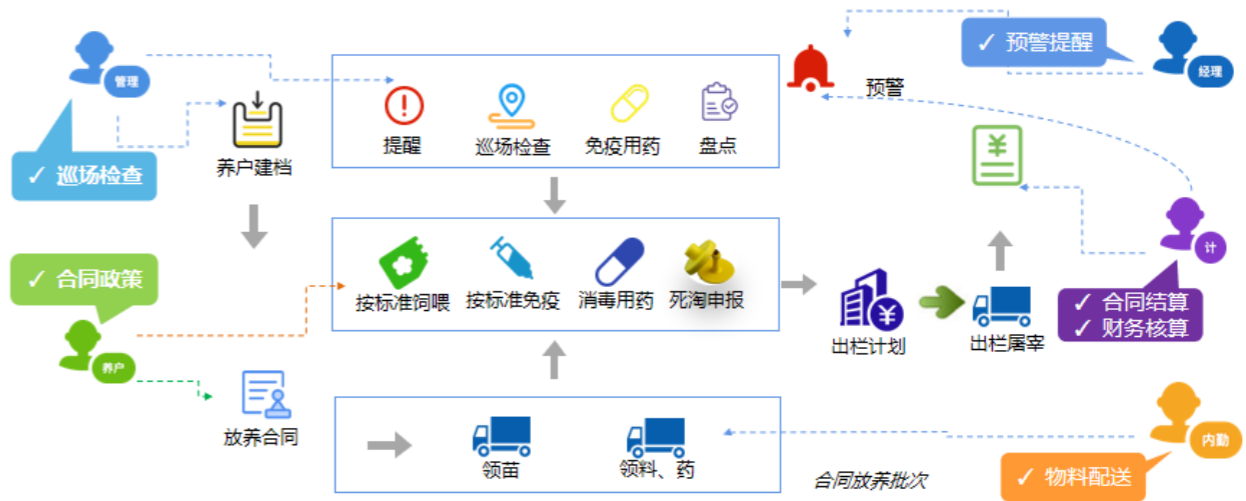 管理
✓ 巡场检查
养户建档
提醒
巡场检查
免疫用药
盘点
预警
✓ 预警提醒
经理
¥
✓ 合同政策
养户
放养合同
按标准饲喂
按标准免疫
消毒用药
死淘申报
¥
出栏计划
出栏屠宰
计
✓ 合同结算
✓ 财务核算
领苗
领料、药
合同放养批次
内勤
✓ 物料配送